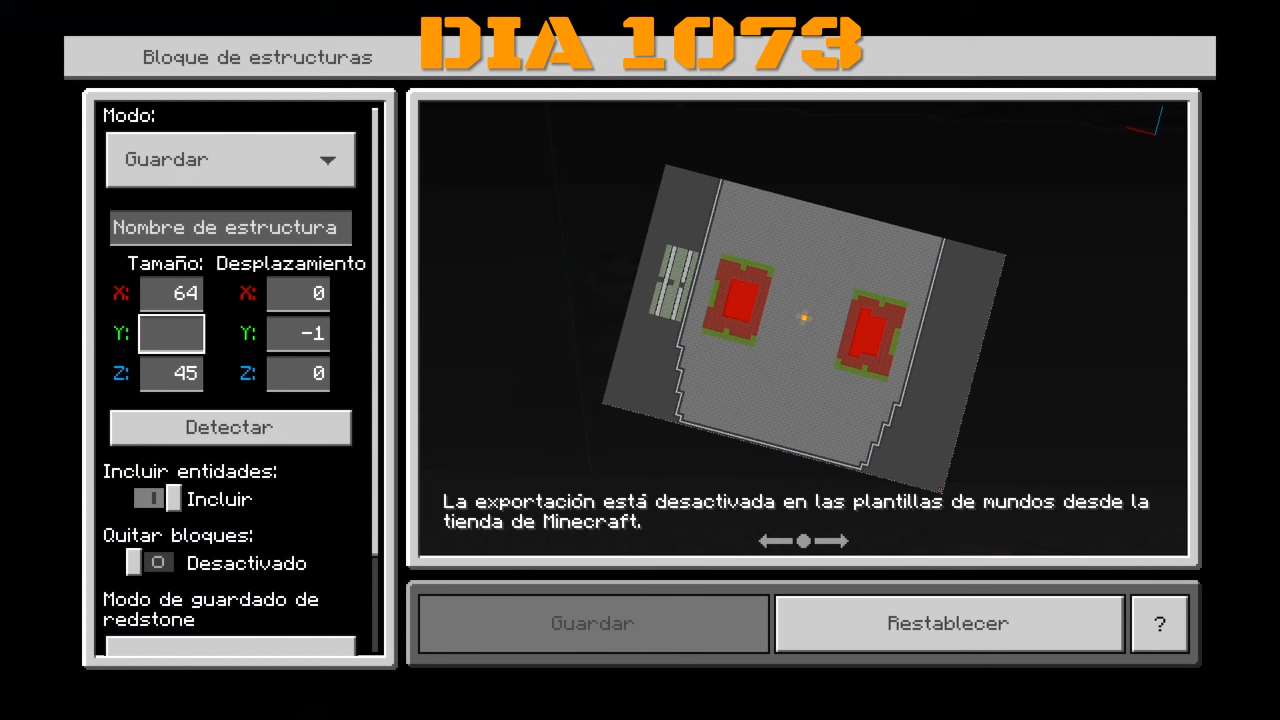 DIA 1073
Bloque de estructuras
Modo:
Guardar
Nombre de estructura
Tamaño: Desplazamiento
X: 64 X: 0
Y: Y: -1
Z: 45 Z: 0
Detectar
Incluir entidades:
Incluir
Quitar bloques:
Desactivado
Modo de guardado de
redstone
La exportación está desactivada en las plantillas de mundos desde la
tienda de Minecraft.
Guardar
Restablecer
?